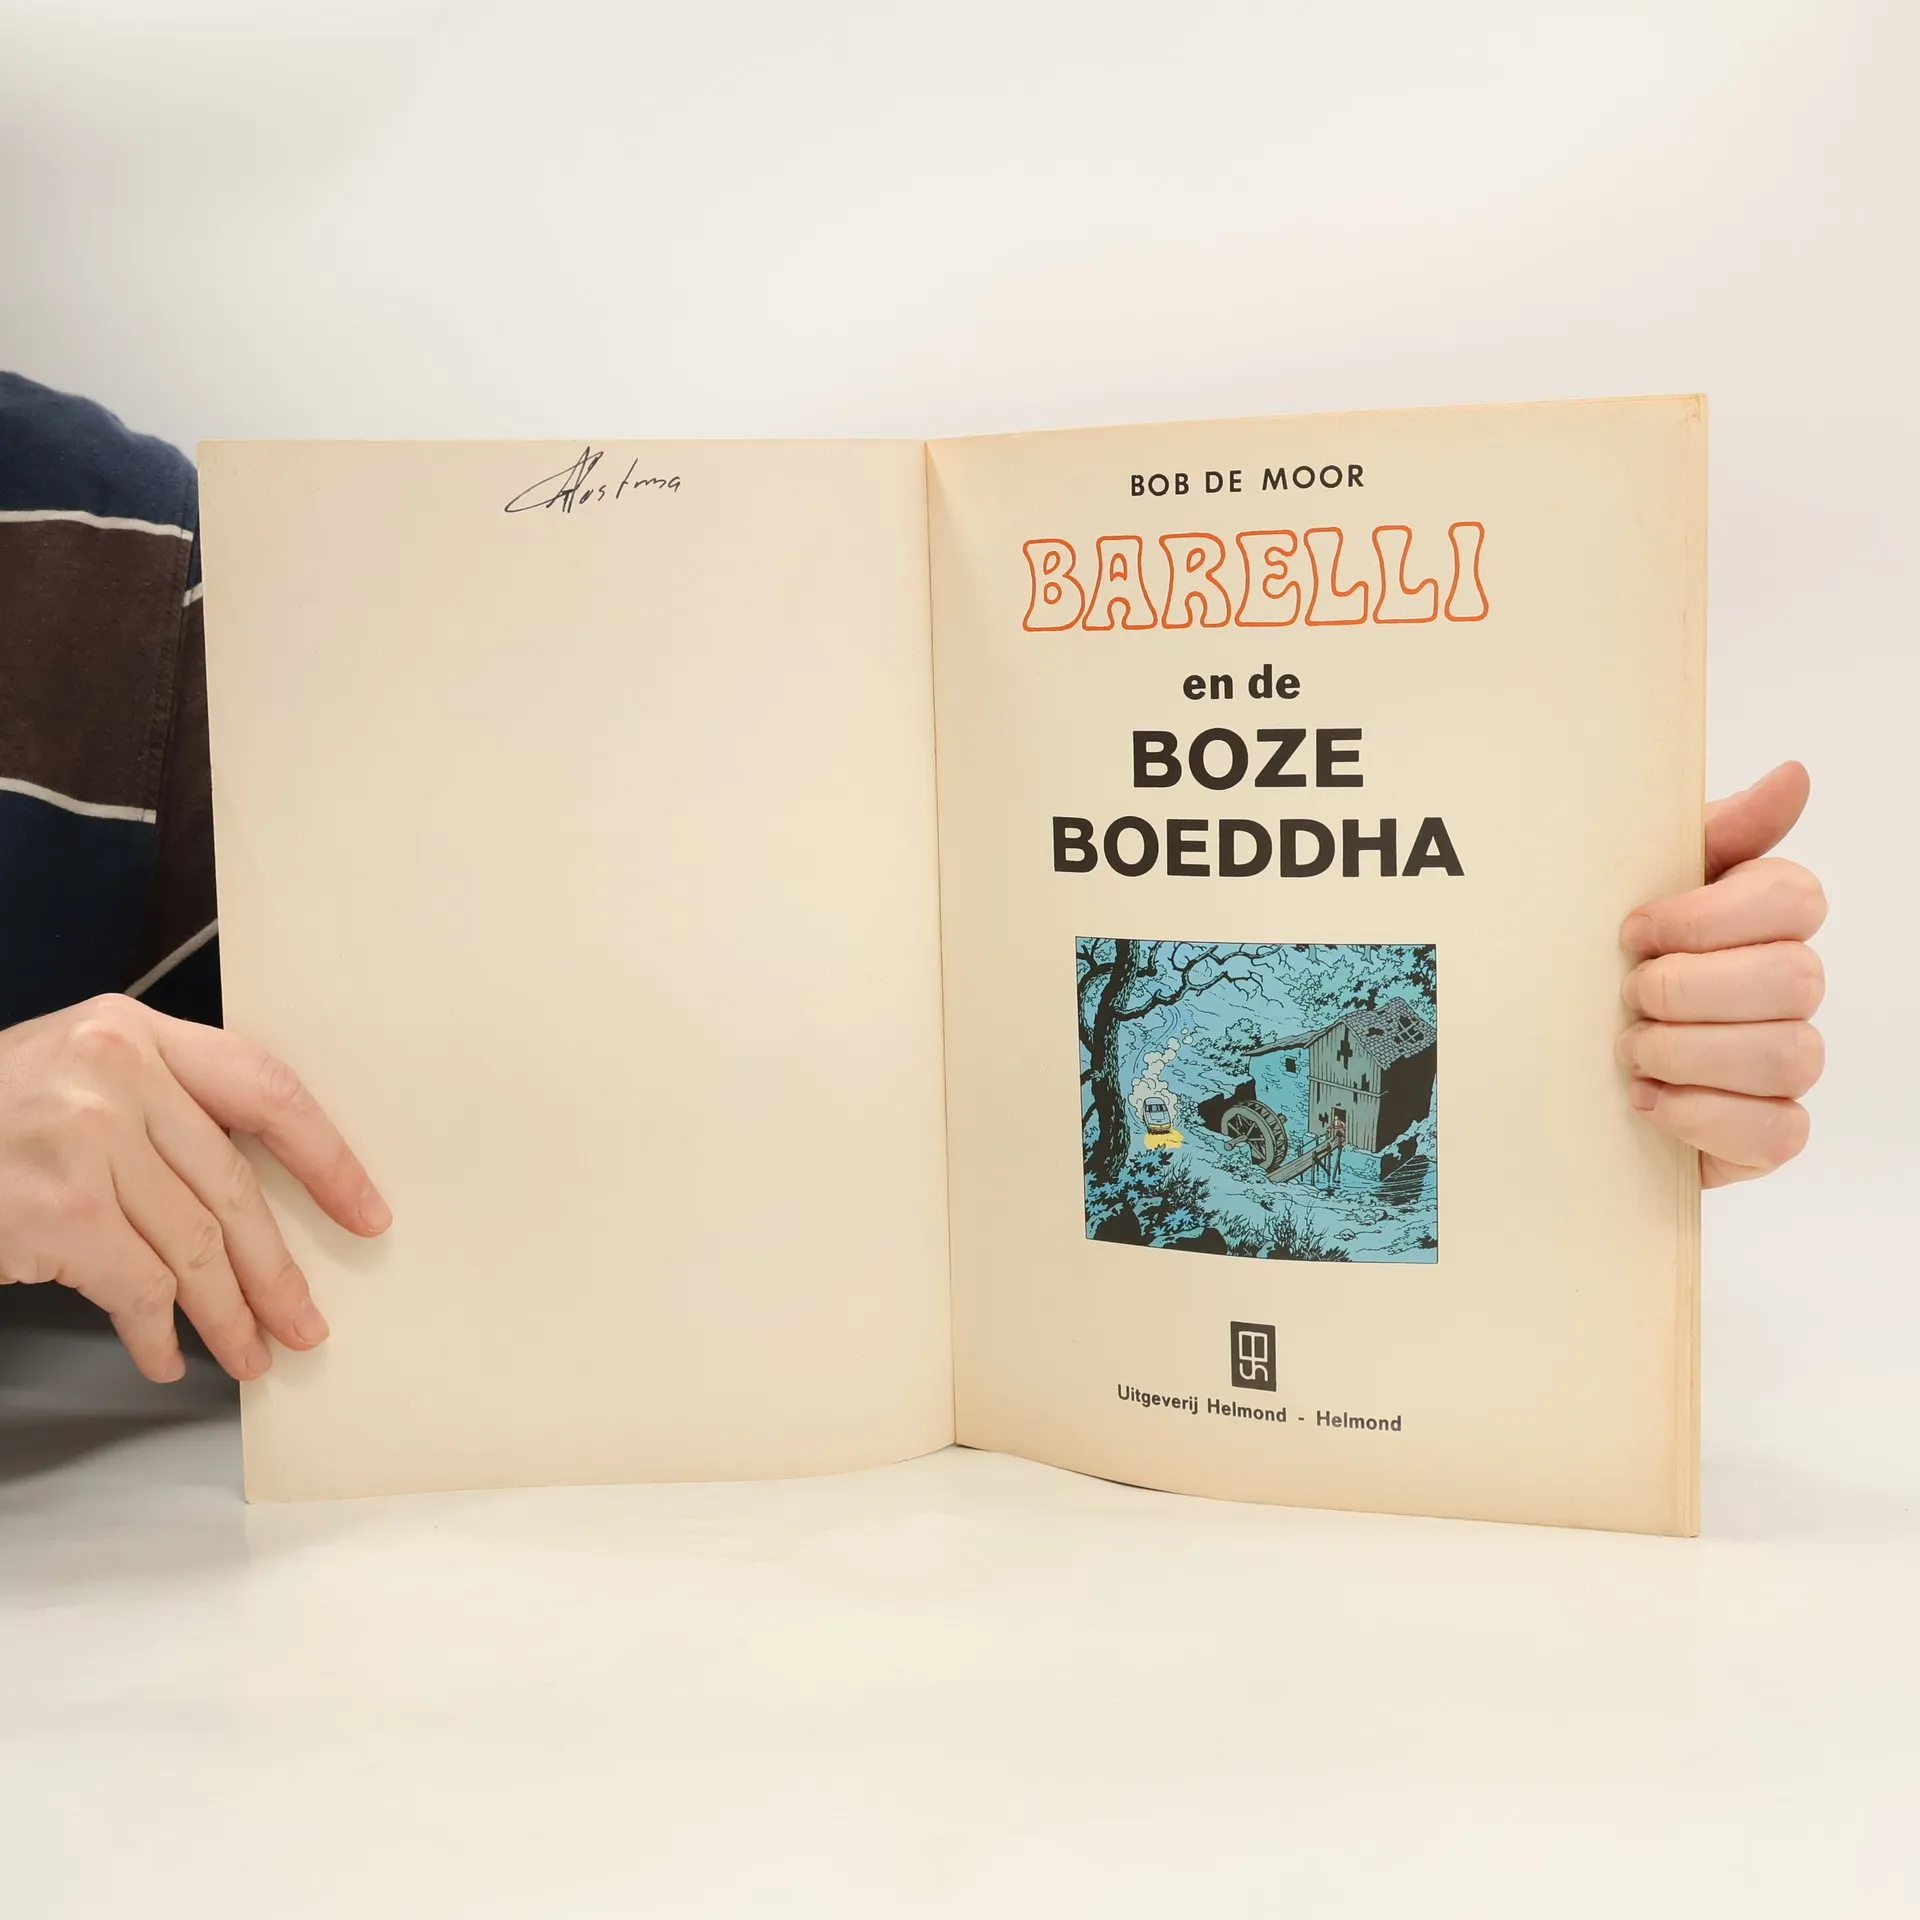 BOB DE MOOR
BARELLI
en de
BOZE
BOEDDHA
Uitgeverij Helmond - Helmond